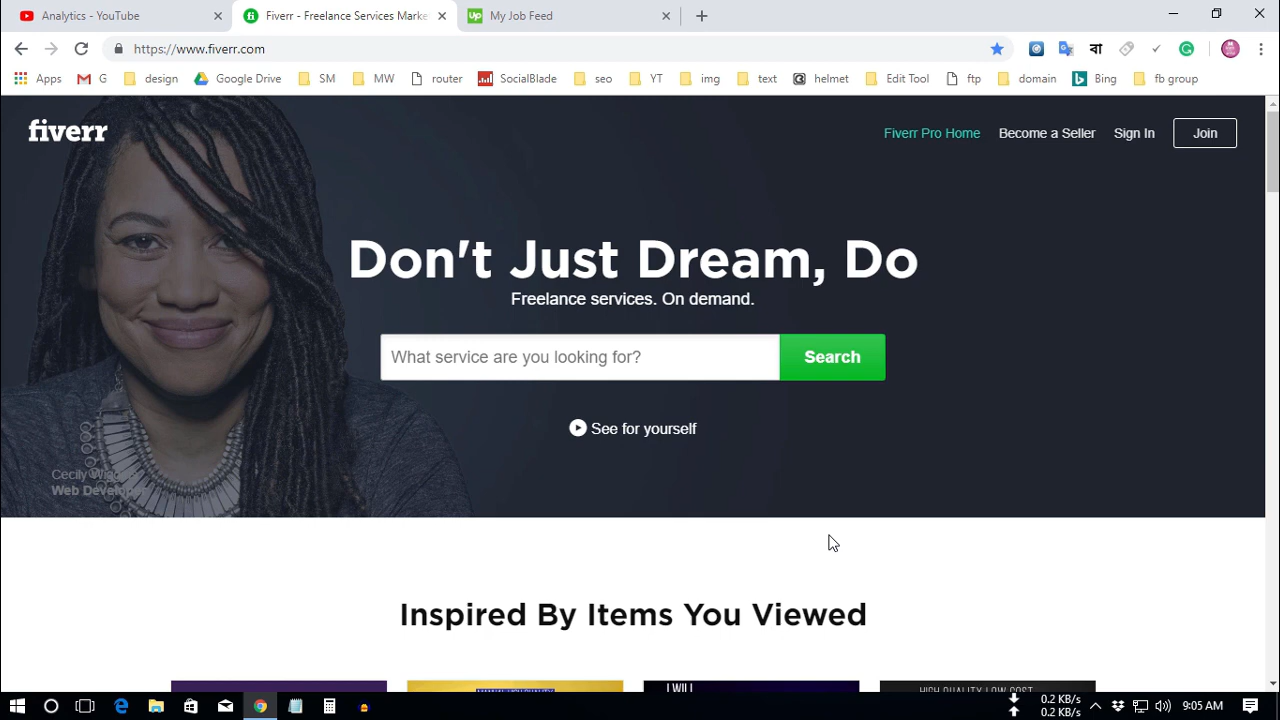 Analytics - YouTube
Fiverr - Freelance Services Marke
Up
My Job Feed
https://www.fiverr.com
বা
Apps
G
design
Google Drive
SM
MW
router
SocialBlade
seo
YT
img
text
helmet
Edit Tool
ftp
domain
Bing
fb group
fiverr
Fiverr Pro Home
Become a Seller
Sign In
Join
Don't Just Dream, Do
Freelance services. On demand.
What service are you looking for?
Search
See for yourself
Cecily
Web Developer
Inspired By Items You Viewed
I WILL
HIGH QUALITY LOW COST
0.2 KB/s
0.2 KB/s
9:05 AM